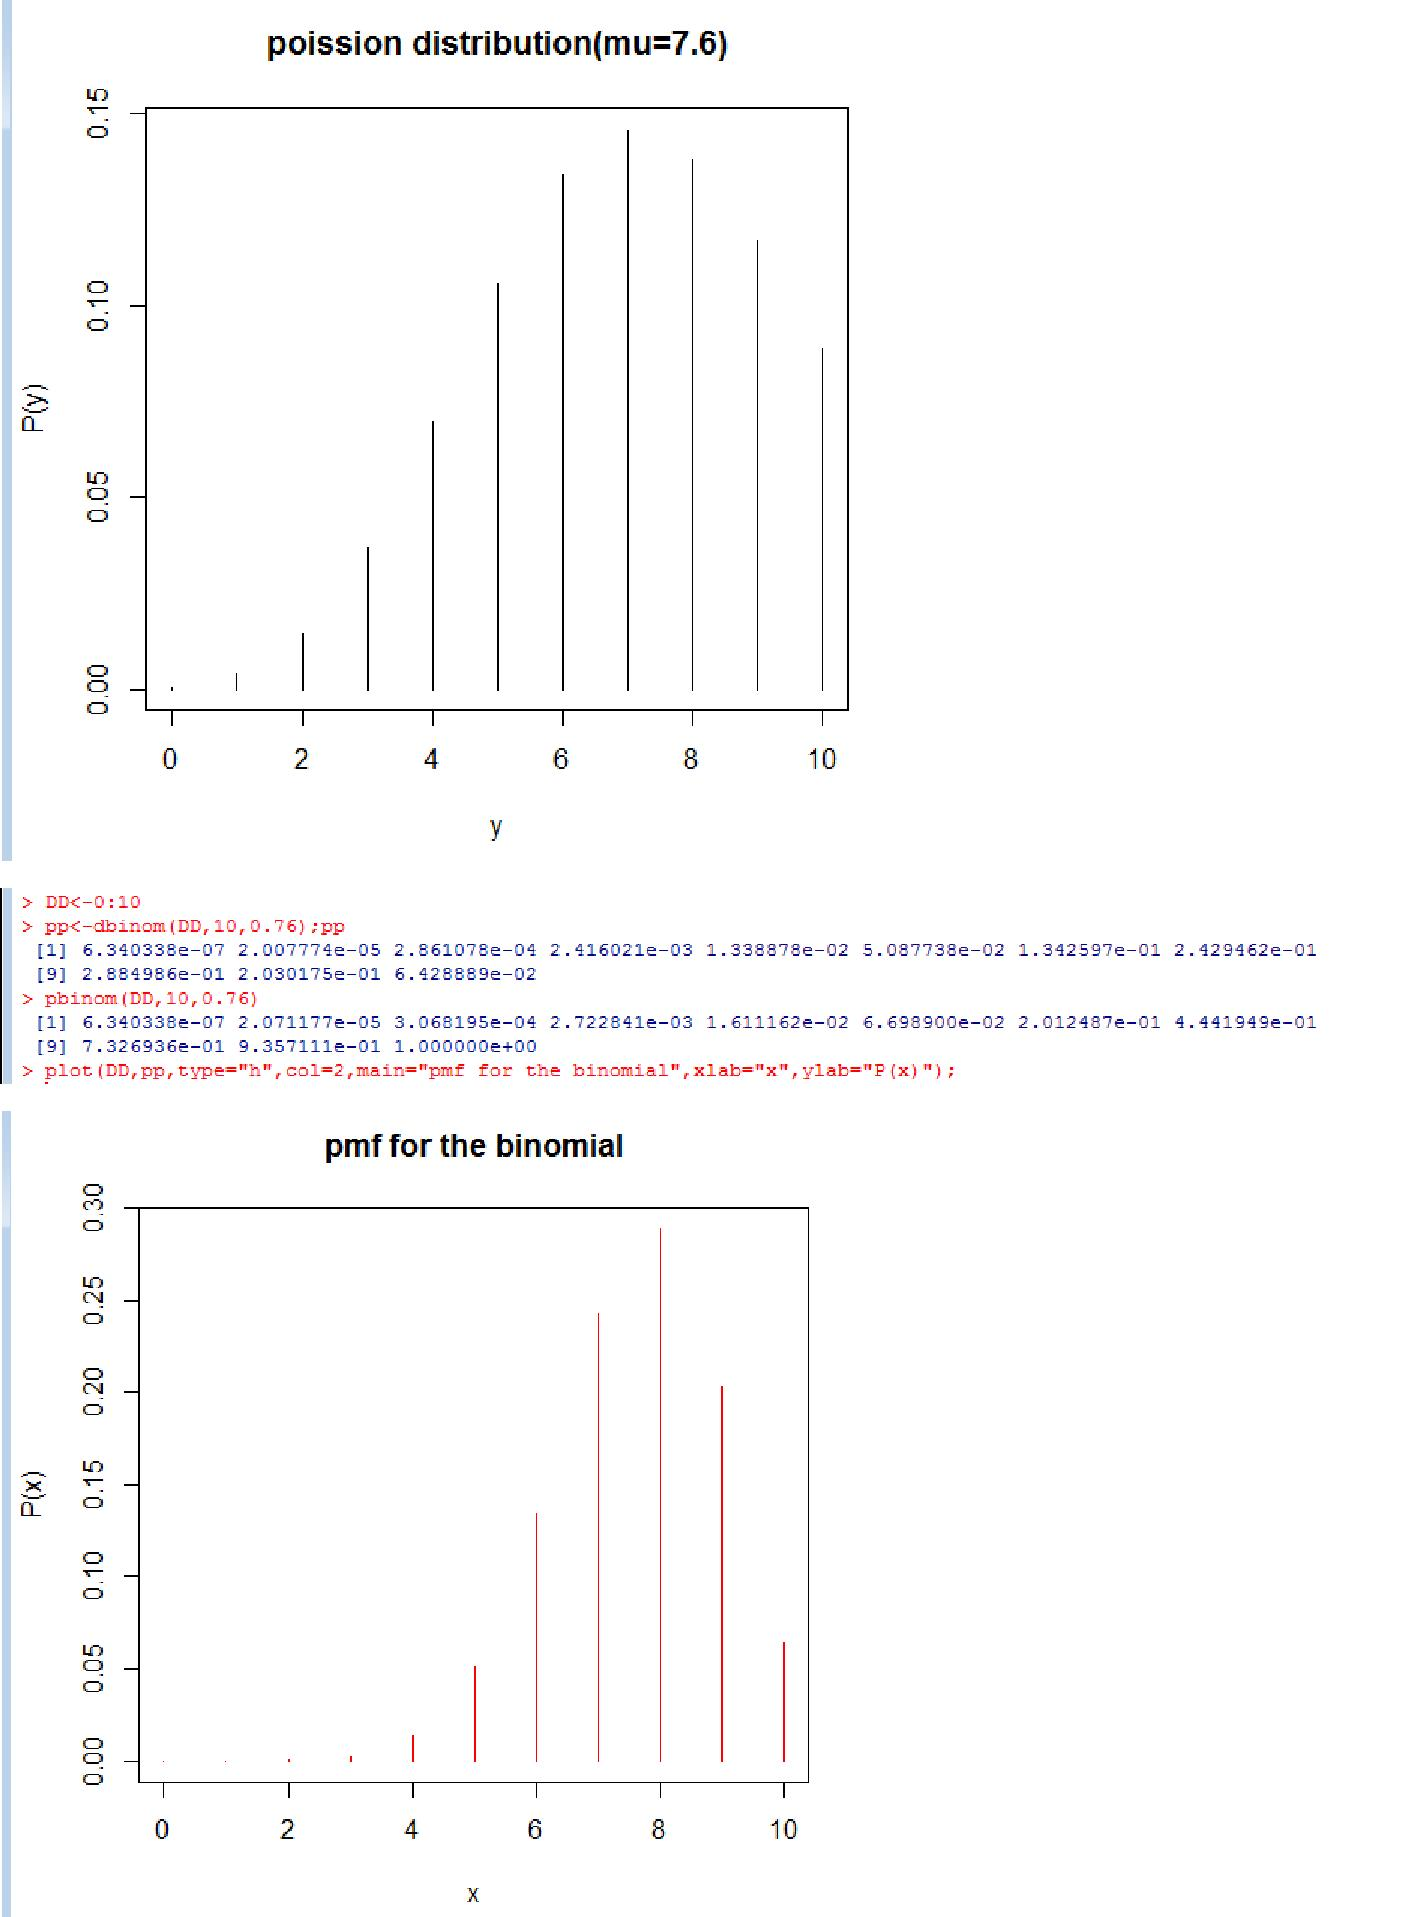 poission distribution(mu=7.6)
0.15
0.10
0.05
0.00
P(y)
0 2 4 6 8 10
y
> DD<-0:10
> pp<-dbinom(DD,10,0.76);pp
[1] 6.340338e-07 2.007774e-05 2.861078e-04 2.416021e-03 1.338878e-02 5.087738e-02 1.342597e-01 2.429462e-01
[9] 2.884986e-01 2.030175e-01 6.428889e-02
> pbinom(DD,10,0.76)
[1] 6.340338e-07 2.071177e-05 3.068195e-04 2.722841e-03 1.611162e-02 6.698900e-02 2.012487e-01 4.441949e-01
[9] 7.326936e-01 9.357111e-01 1.000000e+00
> plot(DD,pp,type="h",col=2,main="pmf for the binomial",xlab="x",ylab="P(x)");
pmf for the binomial
0.30
0.25
0.20
0.15
0.10
0.05
0.00
P(x)
0 2 4 6 8 10
x